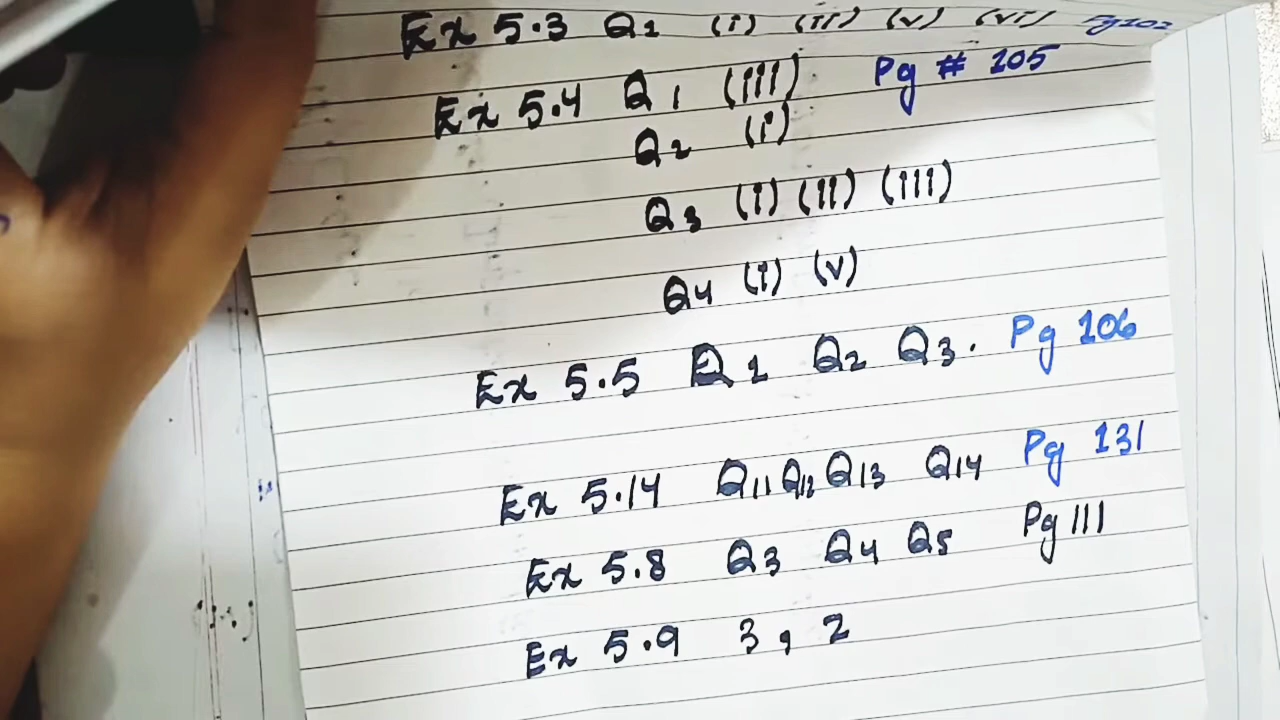 Ex 5.3 Q1 (i) (ii) (v) (vi) Pg 102
Ex 5.4 Q1 (iii) Pg # 105
Q2 (i)
Q3 (i) (ii) (iii)
Q4 (i) (v)
Ex 5.5 Q1 Q2 Q3. Pg 106
Ex 5.14 Q11 Q12 Q13 Q14 Pg 131
Ex 5.8 Q3 Q4 Q5 Pg 111
Ex 5.9 3, 2